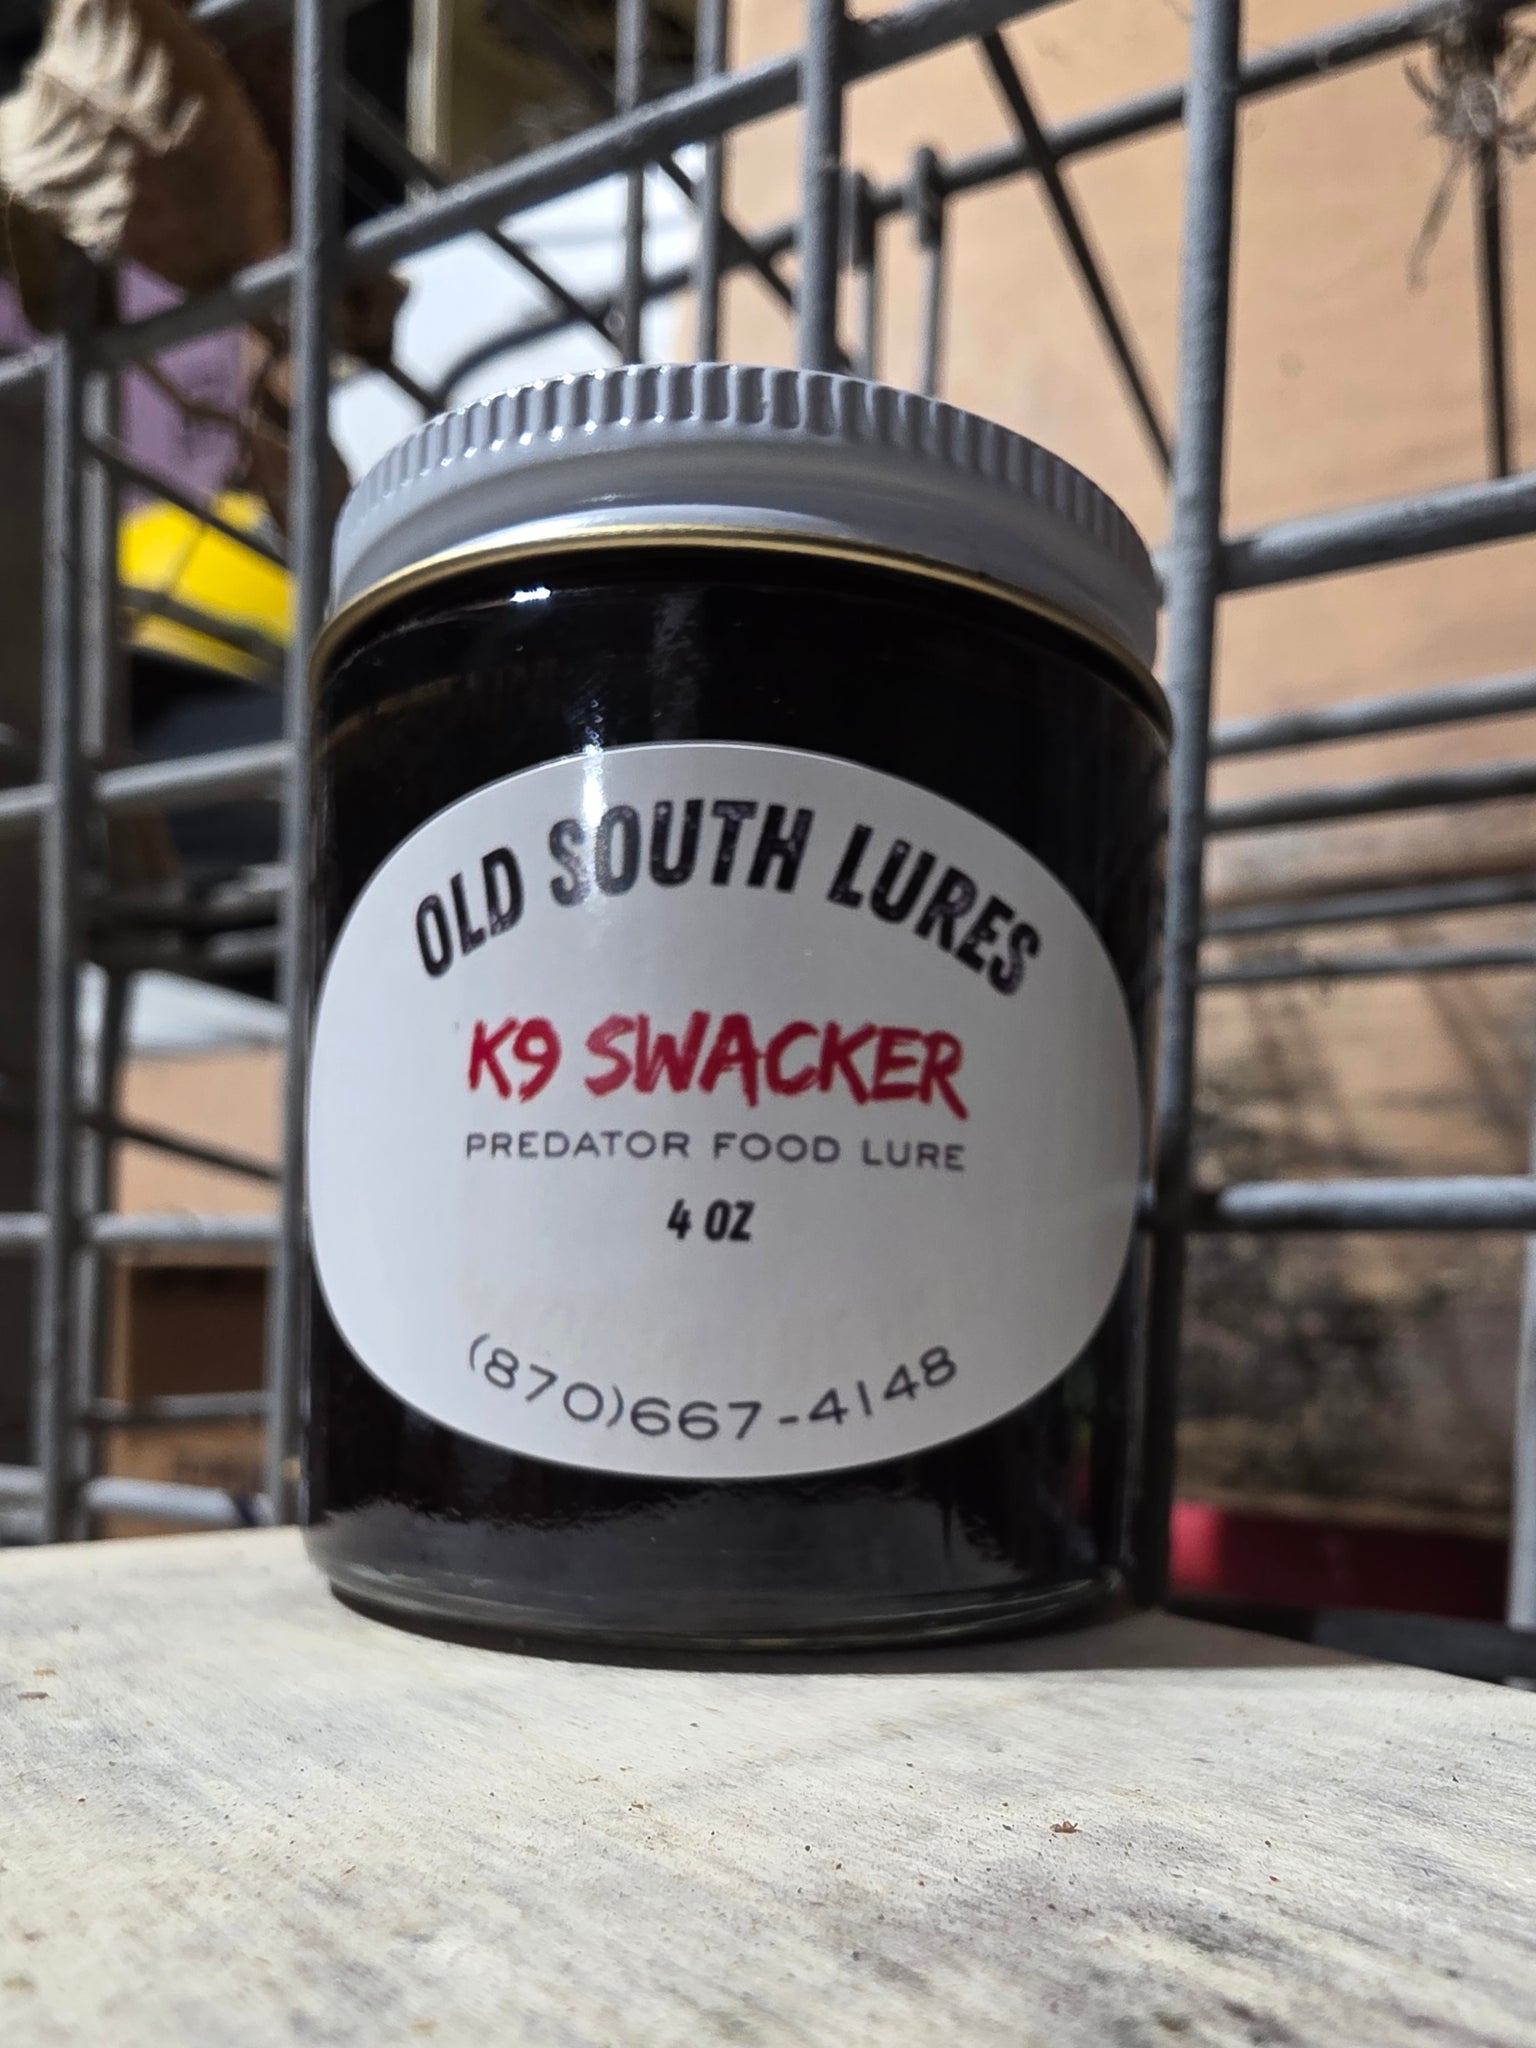 OLD SOUTH LURES
K9 SWACKER
PREDATOR FOOD LURE
4 OZ
(870)667-4148